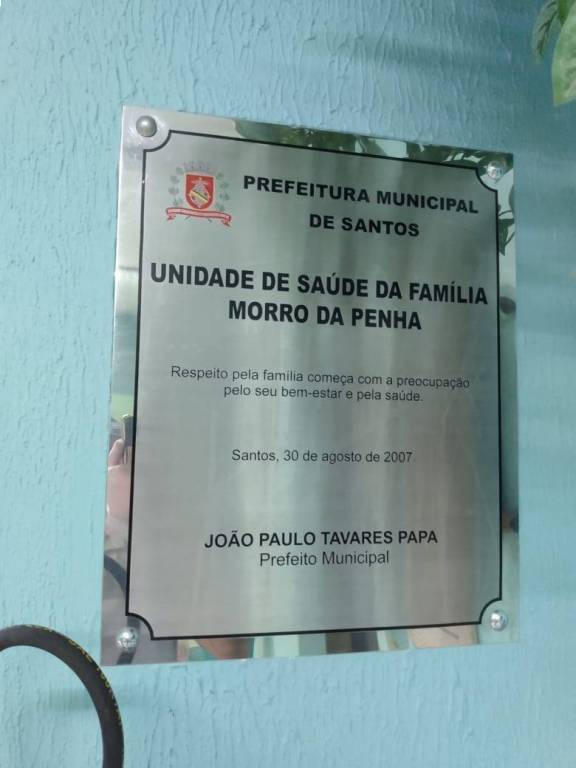 PREFEITURA MUNICIPAL
DE SANTOS
UNIDADE DE SAÚDE DA FAMÍLIA
MORRO DA PENHA
Respeito pela família começa com a preocupação
pelo seu bem-estar e pela saúde.
Santos, 30 de agosto de 2007
JOÃO PAULO TAVARES PAPA
Prefeito Municipal